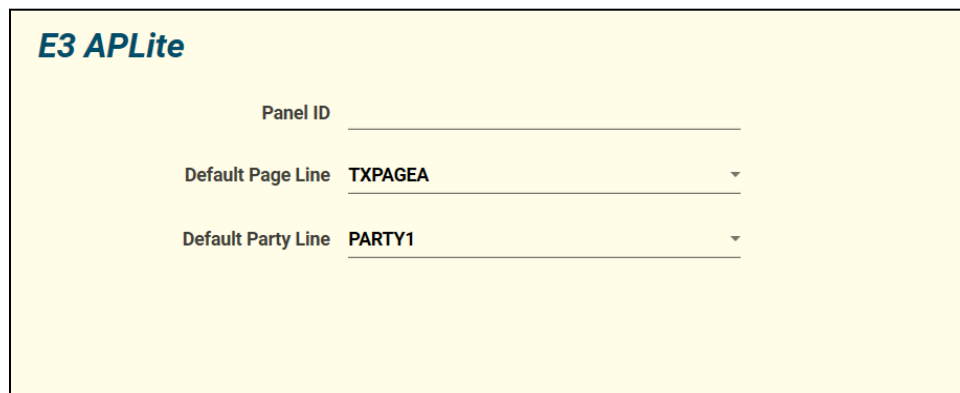 E3 APLite
Panel ID
Default Page Line TXPAGEA
Default Party Line PARTY1